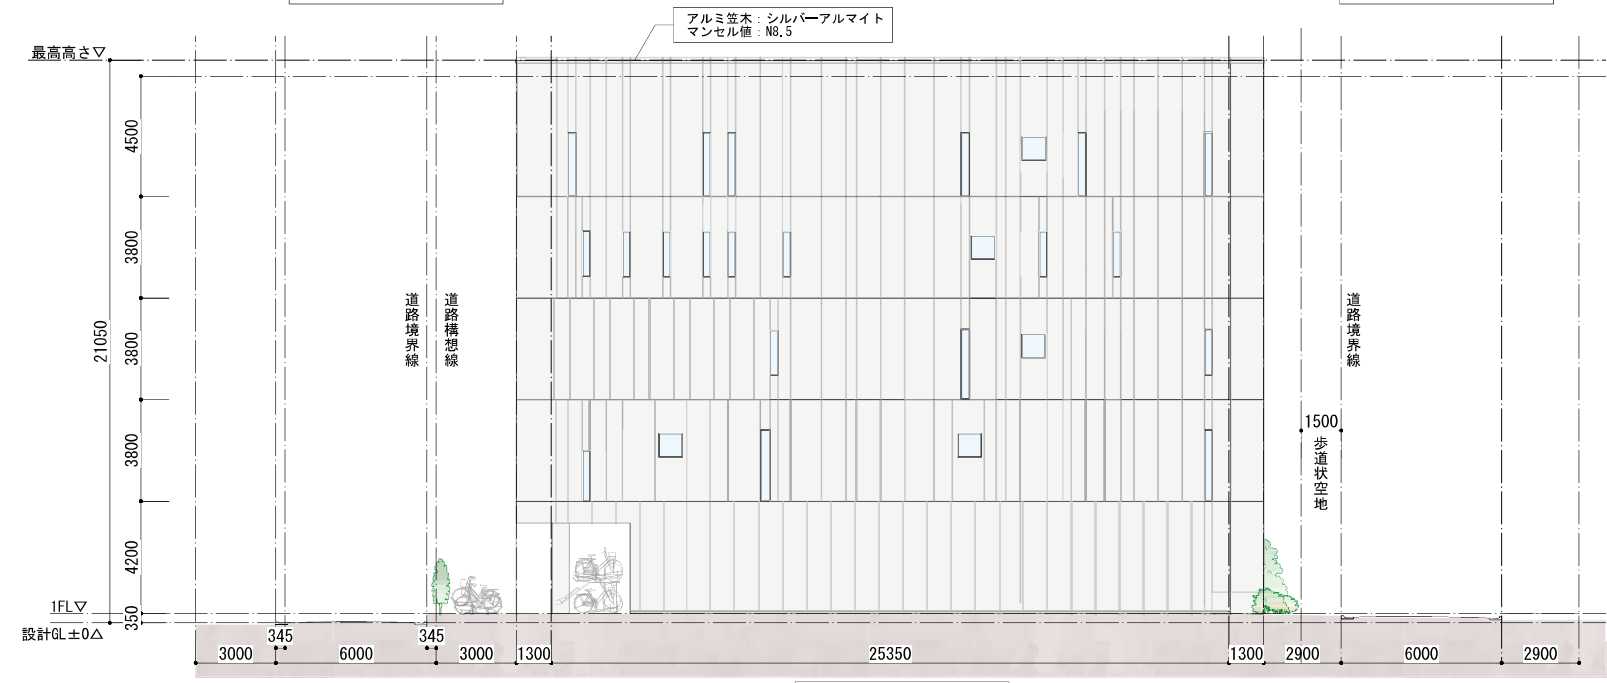 アルミ笠木：シルバーアルマイト
マンセル値：N8.5
最高高さ▽
4500
3800
21050
3800
3800
4200
350
道路境界線
道路構想線
道路境界線
1500
歩道状空地
1FL▽
設計GL±0△
345
345
3000
6000
3000
1300
25350
1300
2900
6000
2900